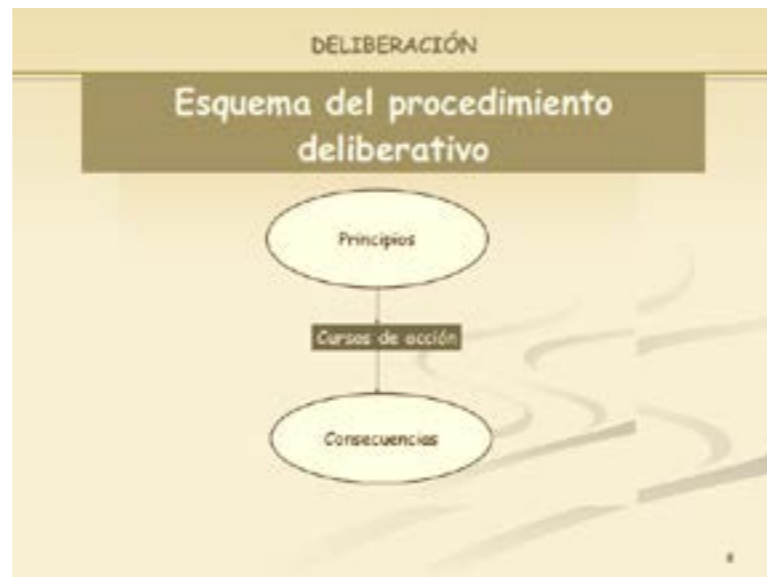 DELIBERACIÓN
Esquema del procedimiento
deliberativo
Principios
Cursos de acción
Consecuencias